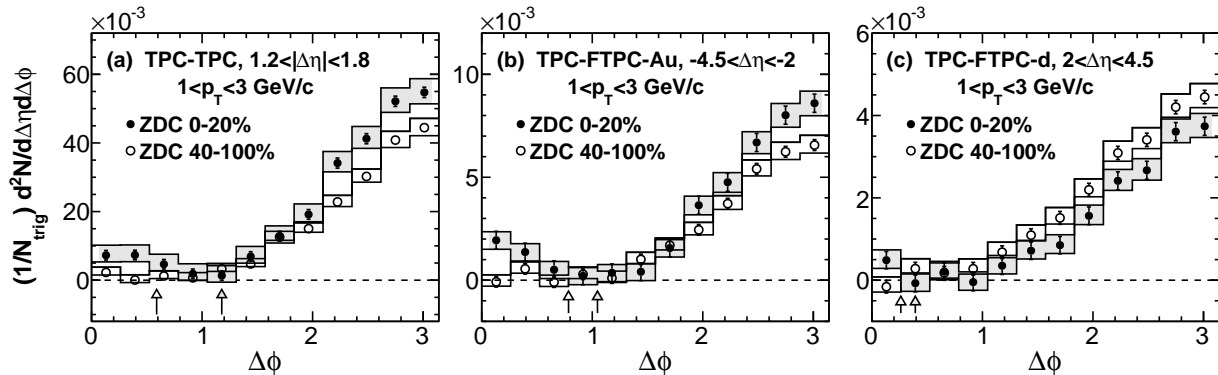 ×10⁻³ ×10⁻³ ×10⁻³
(1/N_trig) d²N/dΔηdΔϕ
(a) TPC-TPC, 1.2<|Δη|<1.8
1<p_T<3 GeV/c
ZDC 0-20%
ZDC 40-100%
60
40
20
0
0 1 2 3
Δϕ
(b) TPC-FTPC-Au, -4.5<Δη<-2
1<p_T<3 GeV/c
ZDC 0-20%
ZDC 40-100%
10
5
0
0 1 2 3
Δϕ
(c) TPC-FTPC-d, 2<Δη<4.5
1<p_T<3 GeV/c
ZDC 0-20%
ZDC 40-100%
6
4
2
0
0 1 2 3
Δϕ